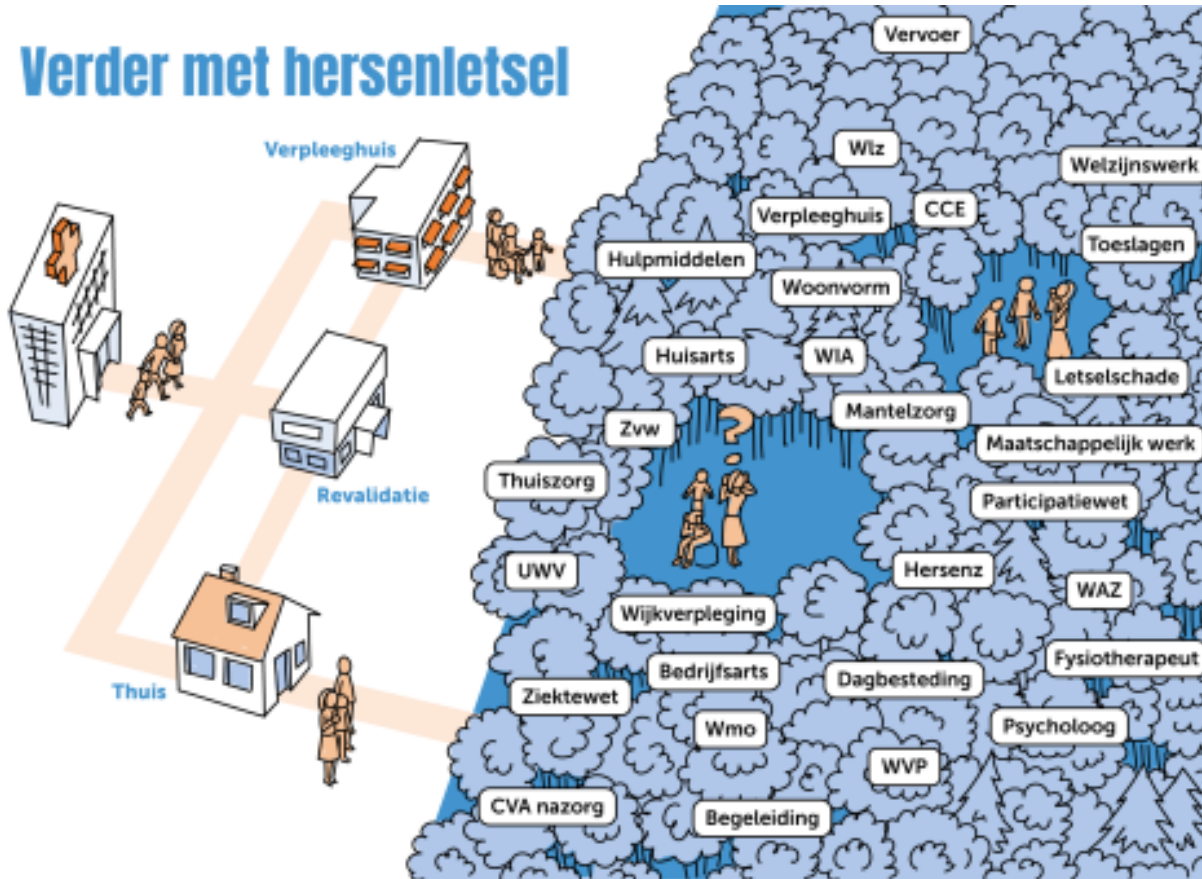 Verder met hersenletsel
Verpleeghuis
Revalidatie
Thuis
Vervoer
Wlz
Welzijnswerk
Verpleeghuis
CCE
Toeslagen
Hulpmiddelen
Woonvorm
Huisarts
WIA
Letselschade
Mantelzorg
Zvw
?
Maatschappelijk werk
Thuiszorg
Participatiewet
UWV
Hersenz
WAZ
Wijkverpleging
Fysiotherapeut
Bedrijfsarts
Dagbesteding
Ziektewet
Wmo
Psycholoog
WVP
CVA nazorg
Begeleiding